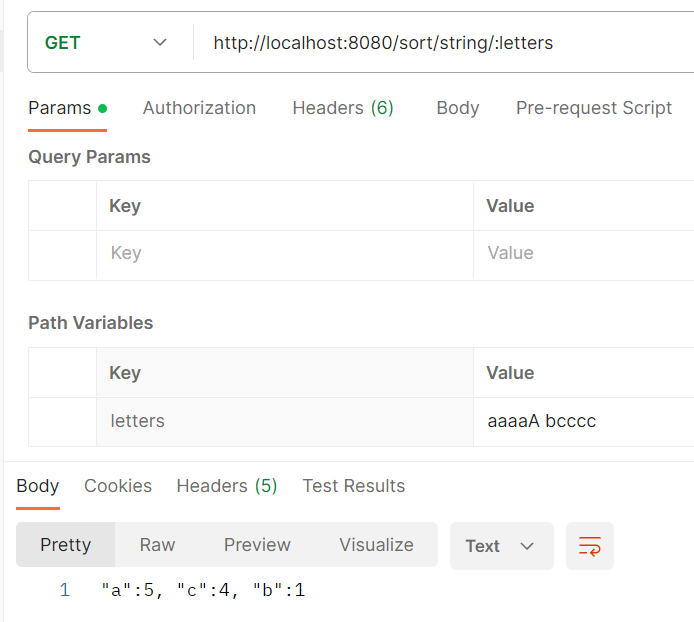 GET http://localhost:8080/sort/string/:letters
Params Authorization Headers (6) Body Pre-request Script
Query Params
Key Value
Key Value
Path Variables
Key Value
letters aaaaA bcccc
Body Cookies Headers (5) Test Results
Pretty Raw Preview Visualize Text
1 "a":5, "c":4, "b":1